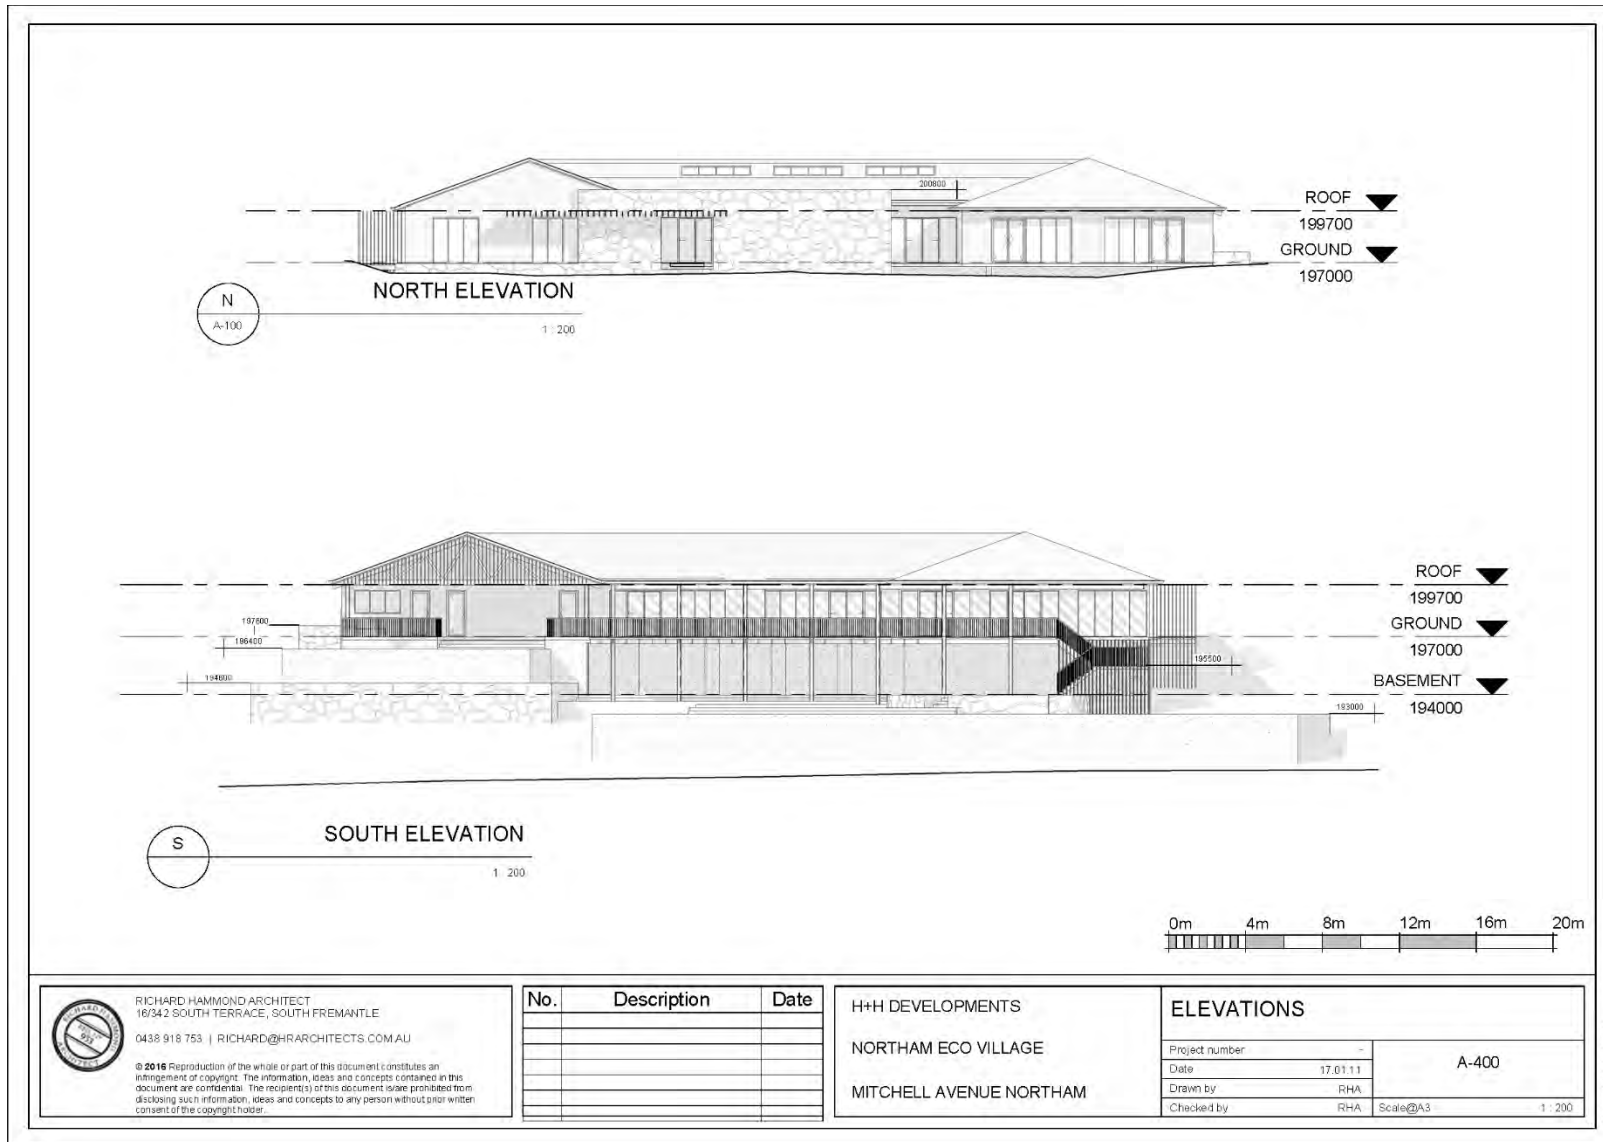 200800
ROOF
199700
GROUND
197000
N
A-100
NORTH ELEVATION
1 : 200
ROOF
199700
197600
196400
GROUND
197000
195500
194600
BASEMENT
194000
193000
S
SOUTH ELEVATION
1 : 200
0m 4m 8m 12m 16m 20m
RICHARD HAMMOND ARCHITECT
16/342 SOUTH TERRACE, SOUTH FREMANTLE
0438 918 753 | RICHARD@HRARCHITECTS.COM.AU
© 2016 Reproduction of the whole or part of this document constitutes an
infringement of copyright. The information, ideas and concepts contained in this
document are confidential. The recipient(s) of this document is/are prohibited from
disclosing such information, ideas and concepts to any person without prior written
consent of the copyright holder.
RICHARD HAMMOND
ARCHITECT
No. Description Date
H+H DEVELOPMENTS
NORTHAM ECO VILLAGE
MITCHELL AVENUE NORTHAM
ELEVATIONS
Project number -
Date 17.01.11
Drawn by RHA
Checked by RHA
A-400
Scale@A3 1 : 200